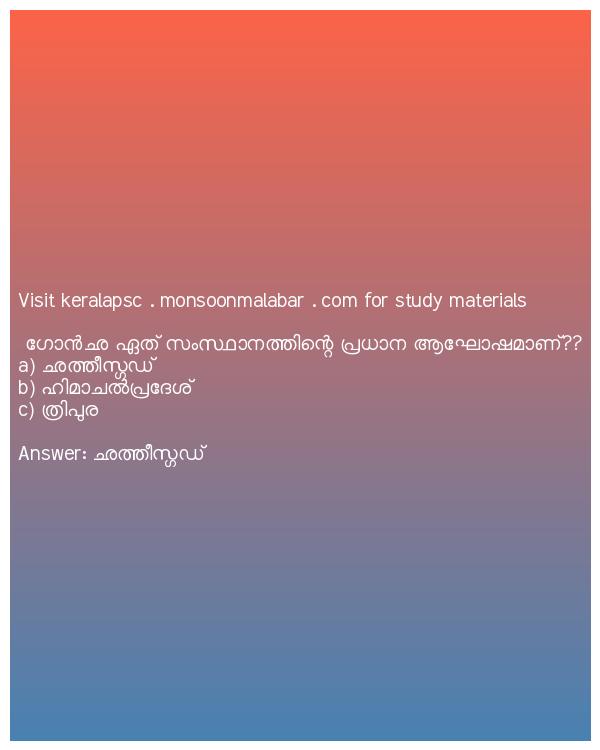 Visit keralapsc . monsoonmalabar . com for study materials
ഗോൻഛ ഏത് സംസ്ഥാനത്തിന്റെ പ്രധാന ആഘോഷമാണ്??
a) ഛത്തീസ്ഗഡ്
b) ഹിമാചൽപ്രദേശ്
c) ത്രിപുര
Answer: ഛത്തീസ്ഗഡ്